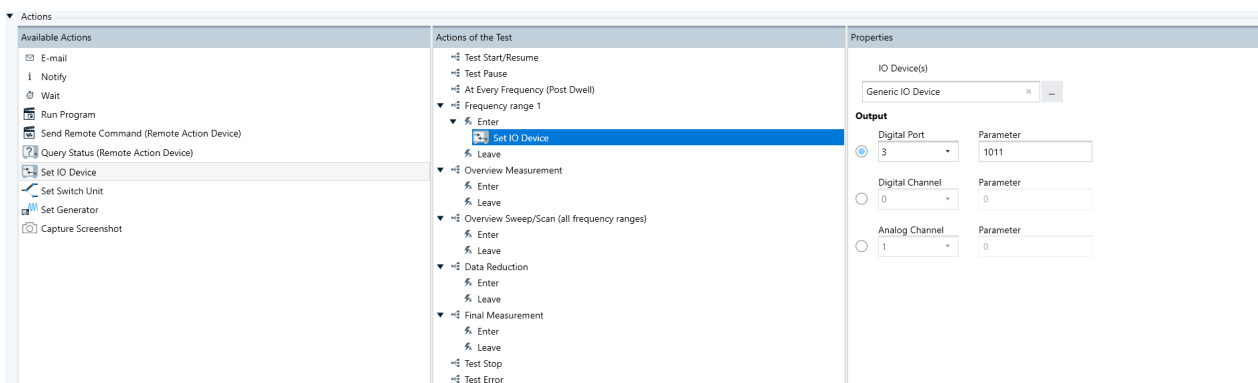 Actions
Available Actions
E-mail
Notify
Wait
Run Program
Send Remote Command (Remote Action Device)
Query Status (Remote Action Device)
Set IO Device
Set Switch Unit
Set Generator
Capture Screenshot
Actions of the Test
Test Start/Resume
Test Pause
At Every Frequency (Post Dwell)
Frequency range 1
Enter
Set IO Device
Leave
Overview Measurement
Enter
Leave
Overview Sweep/Scan (all frequency ranges)
Enter
Leave
Data Reduction
Enter
Leave
Final Measurement
Enter
Leave
Test Stop
Test Error
Properties
IO Device(s)
Generic IO Device × ...
Output
Digital Port Parameter
3 1011
Digital Channel Parameter
0 0
Analog Channel Parameter
1 0